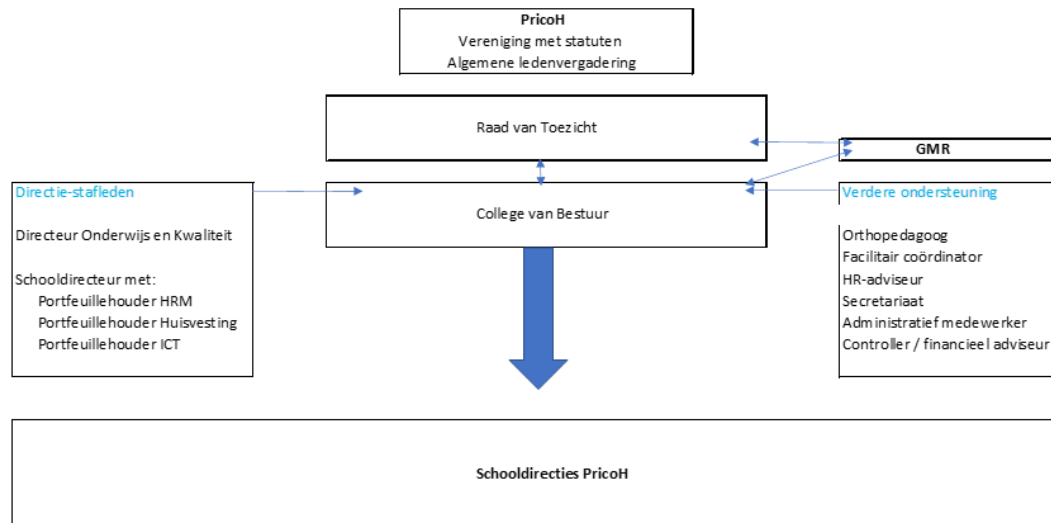 PricoH
Vereniging met statuten
Algemene ledenvergadering
Raad van Toezicht
GMR
Directie-stafleden
Directeur Onderwijs en Kwaliteit
Schooldirecteur met:
Portfeuillehouder HRM
Portfeuillehouder Huisvesting
Portfeuillehouder ICT
College van Bestuur
Verdere ondersteuning
Orthopedagoog
Facilitair coördinator
HR-adviseur
Secretariaat
Administratief medewerker
Controller / financieel adviseur
Schooldirecties PricoH